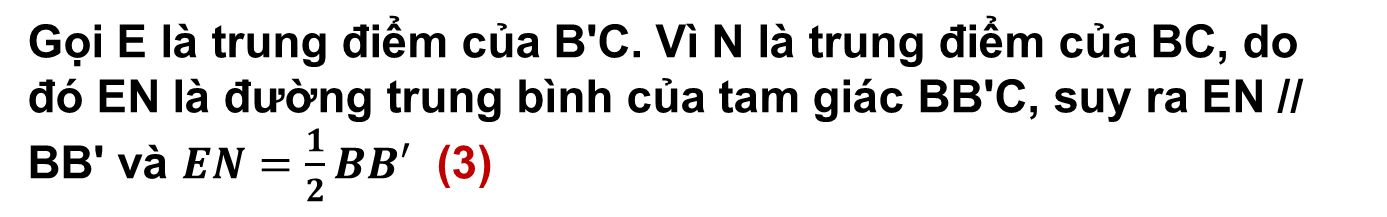 Gọi E là trung điểm của B'C. Vì N là trung điểm của BC, do
đó EN là đường trung bình của tam giác BB'C, suy ra EN //
BB' và $EN = \frac{1}{2} BB'$ (3)